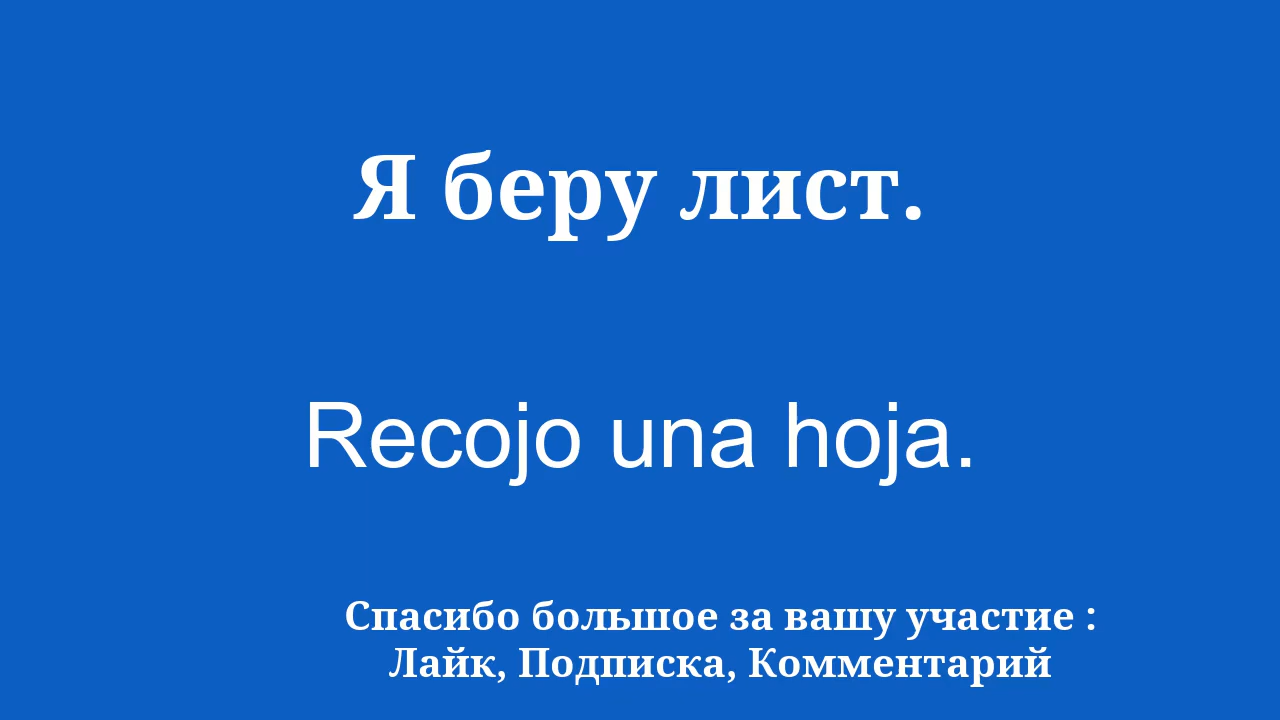 Я беру лист.
Recojo una hoja.
Спасибо большое за вашу участие :
Лайк, Подписка, Комментарий